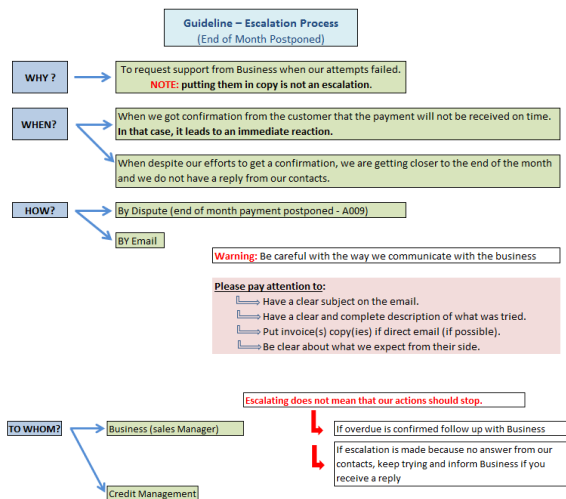 Guideline – Escalation Process
(End of Month Postponed)
WHY ?
To request support from Business when our attempts failed.
NOTE: putting them in copy is not an escalation.
WHEN?
When we got confirmation from the customer that the payment will not be received on time.
In that case, it leads to an immediate reaction.
When despite our efforts to get a confirmation, we are getting closer to the end of the month
and we do not have a reply from our contacts.
HOW?
By Dispute (end of month payment postponed - A009)
BY Email
Warning: Be careful with the way we communicate with the business
Please pay attention to:
Have a clear subject on the email.
Have a clear and complete description of what was tried.
Put invoice(s) copy(ies) if direct email (if possible).
Be clear about what we expect from their side.
Escalating does not mean that our actions should stop.
TO WHOM?
Business (sales Manager)
If overdue is confirmed follow up with Business
If escalation is made because no answer from our
contacts, keep trying and inform Business if you
receive a reply
Credit Management